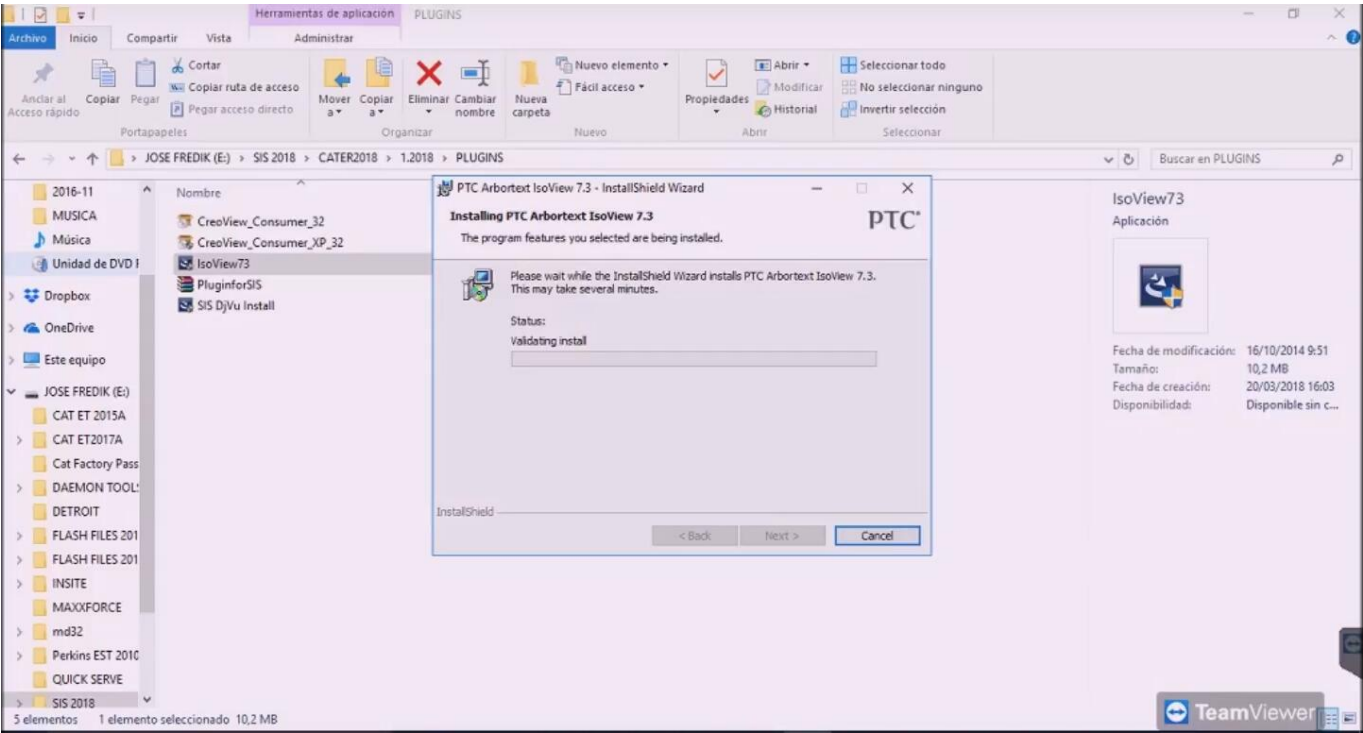 Herramientas de aplicación PLUGINS
Archivo Inicio Compartir Vista Administrar
Anclar al Acceso rápido
Copiar
Pegar
Cortar
Copiar ruta de acceso
Pegar acceso directo
Portapapeles
Mover a
Copiar a
Eliminar
Cambiar nombre
Organizar
Nueva carpeta
Nuevo elemento
Fácil acceso
Nuevo
Propiedades
Abrir
Modificar
Historial
Abrir
Seleccionar todo
No seleccionar ninguno
Invertir selección
Seleccionar
JOSE FREDIK (E:) > SIS 2018 > CATER2018 > 1.2018 > PLUGINS
Buscar en PLUGINS
2016-11
MUSICA
Música
Unidad de DVD
Dropbox
OneDrive
Este equipo
JOSE FREDIK (E:)
CAT ET 2015A
CAT ET2017A
Cat Factory Pass
DAEMON TOOL
DETROIT
FLASH FILES 201
FLASH FILES 201
INSITE
MAXXFORCE
md32
Perkins EST 2010
QUICK SERVE
SIS 2018
Nombre
CreoView_Consumer_32
CreoView_Consumer_XP_32
IsoView73
PluginforSIS
SIS DjVu Install
PTC Arbortext IsoView 7.3 - InstallShield Wizard
Installing PTC Arbortext IsoView 7.3
The program features you selected are being installed.
PTC
Please wait while the InstallShield Wizard installs PTC Arbortext IsoView 7.3.
This may take several minutes.
Status:
Validating install
InstallShield
< Back Next > Cancel
IsoView73
Aplicación
Fecha de modificación: 16/10/2014 9:51
Tamaño: 10,2 MB
Fecha de creación: 20/03/2018 16:03
Disponibilidad: Disponible sin c...
5 elementos 1 elemento seleccionado 10,2 MB
TeamViewer